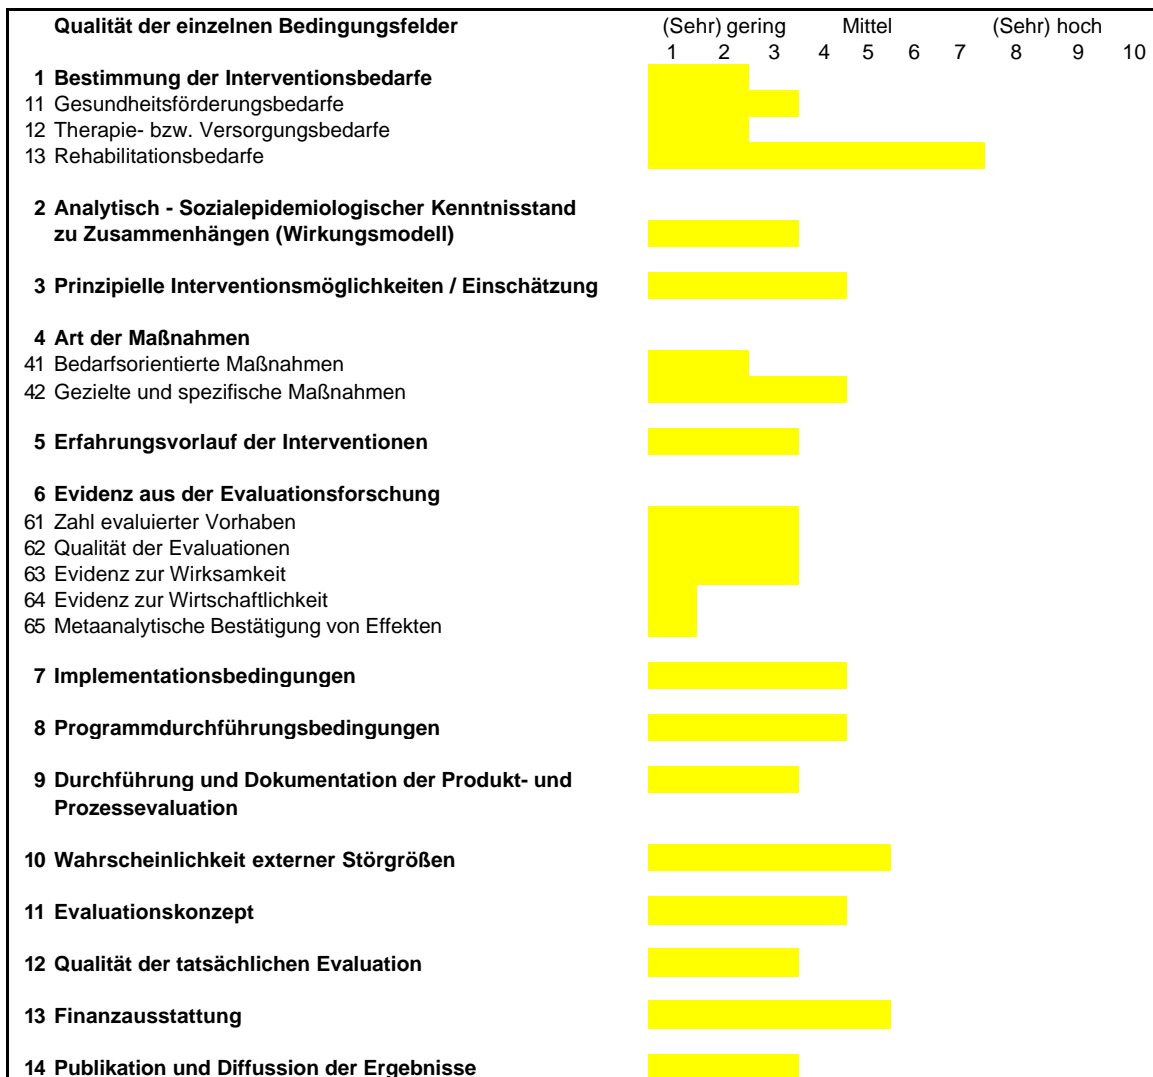 Qualität der einzelnen Bedingungsfelder (Sehr) gering Mittel (Sehr) hoch
1 2 3 4 5 6 7 8 9 10
1 Bestimmung der Interventionsbedarfe
11 Gesundheitsförderungsbedarfe
12 Therapie- bzw. Versorgungsbedarfe
13 Rehabilitationsbedarfe
2 Analytisch - Sozialepidemiologischer Kenntnisstand
zu Zusammenhängen (Wirkungsmodell)
3 Prinzipielle Interventionsmöglichkeiten / Einschätzung
4 Art der Maßnahmen
41 Bedarfsorientierte Maßnahmen
42 Gezielte und spezifische Maßnahmen
5 Erfahrungsvorlauf der Interventionen
6 Evidenz aus der Evaluationsforschung
61 Zahl evaluierter Vorhaben
62 Qualität der Evaluationen
63 Evidenz zur Wirksamkeit
64 Evidenz zur Wirtschaftlichkeit
65 Metaanalytische Bestätigung von Effekten
7 Implementationsbedingungen
8 Programmdurchführungsbedingungen
9 Durchführung und Dokumentation der Produkt- und
Prozessevaluation
10 Wahrscheinlichkeit externer Störgrößen
11 Evaluationskonzept
12 Qualität der tatsächlichen Evaluation
13 Finanzausstattung
14 Publikation und Diffussion der Ergebnisse